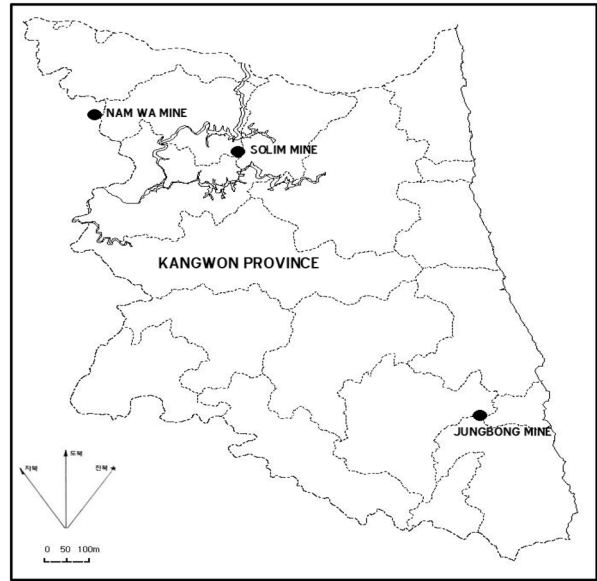 NAM WA MINE
SOLIM MINE
KANGWON PROVINCE
JUNGBONG MINE
도북
자북 진북
0 50 100m